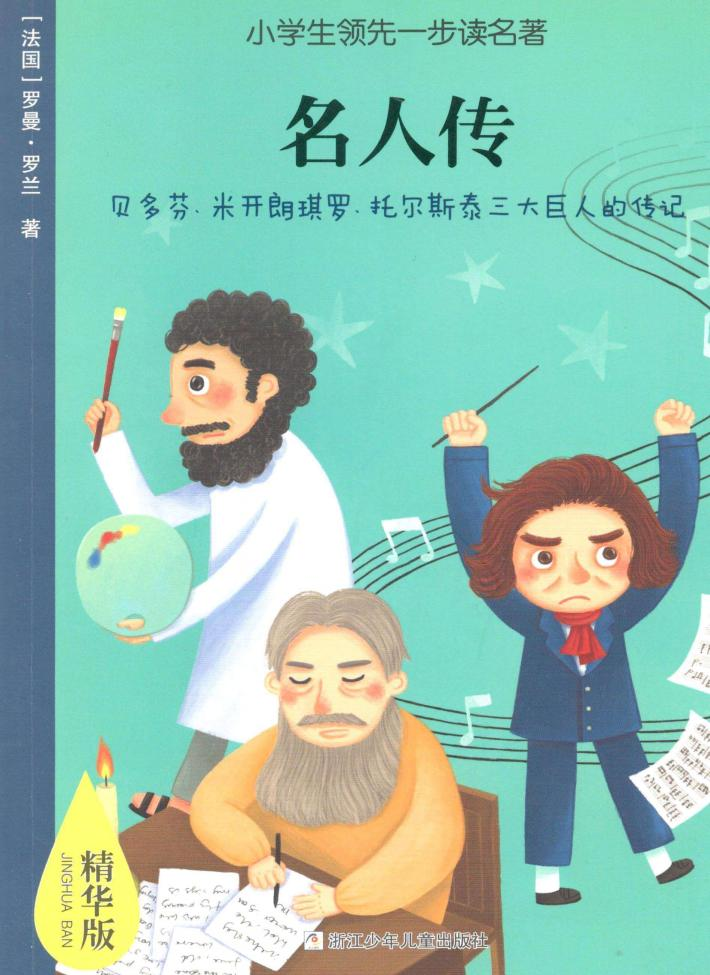 小学生领先一步读名著
名人传
贝多芬、米开朗琪罗、托尔斯泰三大巨人的传记
[法国]罗曼·罗兰 著
精华版
JINGHUA BAN
浙江少年儿童出版社